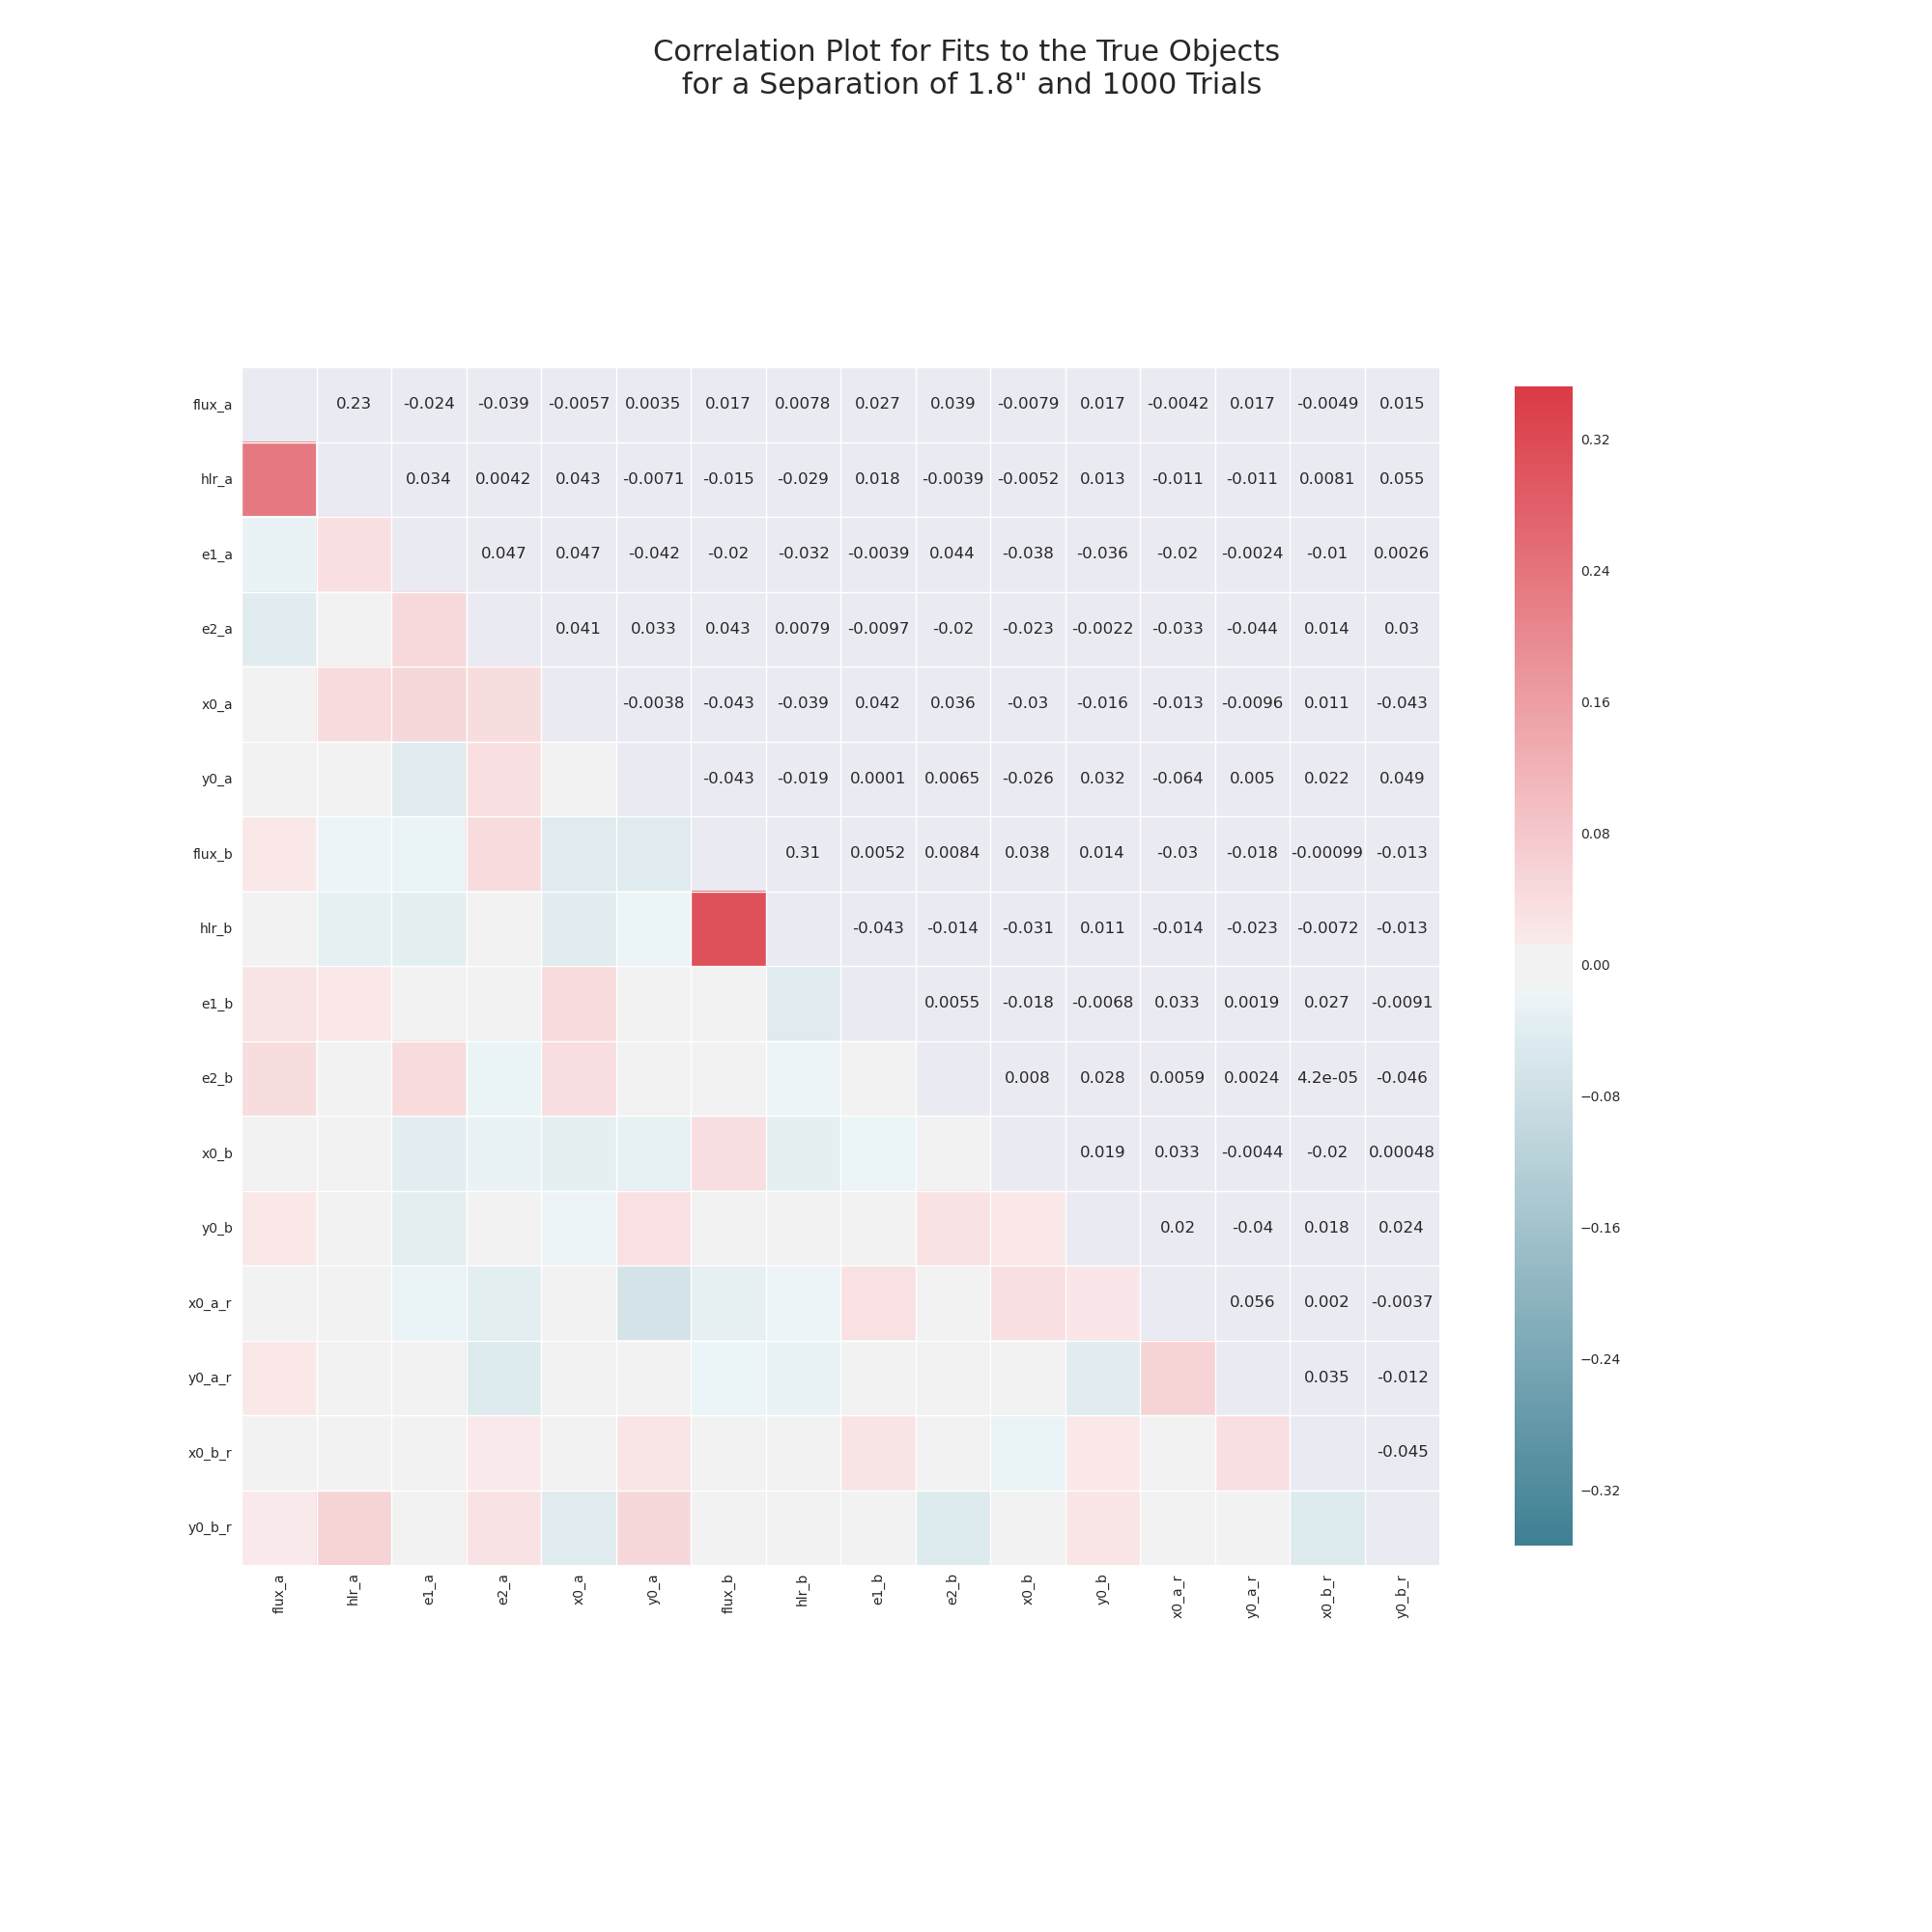 Correlation Plot for Fits to the True Objects
for a Separation of 1.8" and 1000 Trials
flux_a 0.23 -0.024 -0.039 -0.0057 0.0035 0.017 0.0078 0.027 0.039 -0.0079 0.017 -0.0042 0.017 -0.0049 0.015
hlr_a 0.034 0.0042 0.043 -0.0071 -0.015 -0.029 0.018 -0.0039 -0.0052 0.013 -0.011 -0.011 0.0081 0.055
e1_a 0.047 0.047 -0.042 -0.02 -0.032 -0.0039 0.044 -0.038 -0.036 -0.02 -0.0024 -0.01 0.0026
e2_a 0.041 0.033 0.043 0.0079 -0.0097 -0.02 -0.023 -0.0022 -0.033 -0.044 0.014 0.03
x0_a -0.0038 -0.043 -0.039 0.042 0.036 -0.03 -0.016 -0.013 -0.0096 0.011 -0.043
y0_a -0.043 -0.019 0.0001 0.0065 -0.026 0.032 -0.064 0.005 0.022 0.049
flux_b 0.31 0.0052 0.0084 0.038 0.014 -0.03 -0.018 -0.00099 -0.013
hlr_b -0.043 -0.014 -0.031 0.011 -0.014 -0.023 -0.0072 -0.013
e1_b 0.0055 -0.018 -0.0068 0.033 0.0019 0.027 -0.0091
e2_b 0.008 0.028 0.0059 0.0024 4.2e-05 -0.046
x0_b 0.019 0.033 -0.0044 -0.02 0.00048
y0_b 0.02 -0.04 0.018 0.024
x0_a_r 0.056 0.002 -0.0037
y0_a_r 0.035 -0.012
x0_b_r -0.045
y0_b_r
flux_a hlr_a e1_a e2_a x0_a y0_a flux_b hlr_b e1_b e2_b x0_b y0_b x0_a_r y0_a_r x0_b_r y0_b_r
0.32
0.24
0.16
0.08
0.00
−0.08
−0.16
−0.24
−0.32